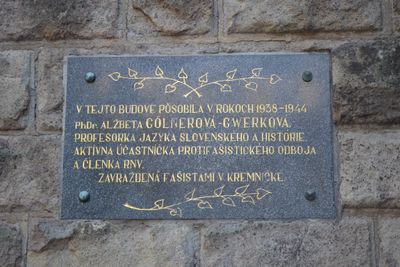 V TEJTO BUDOVE PÔSOBILA V ROKOCH 1938-1944
PhDr. ALŽBETA GÖLNEROVÁ-GWERKOVÁ,
PROFESORKA JAZYKA SLOVENSKÉHO A HISTÓRIE,
AKTÍVNA ÚČASTNÍČKA PROTIFAŠISTICKÉHO ODBOJA
A ČLENKA RNV.
ZAVRAŽDENÁ FAŠISTAMI V KREMNIČKE.